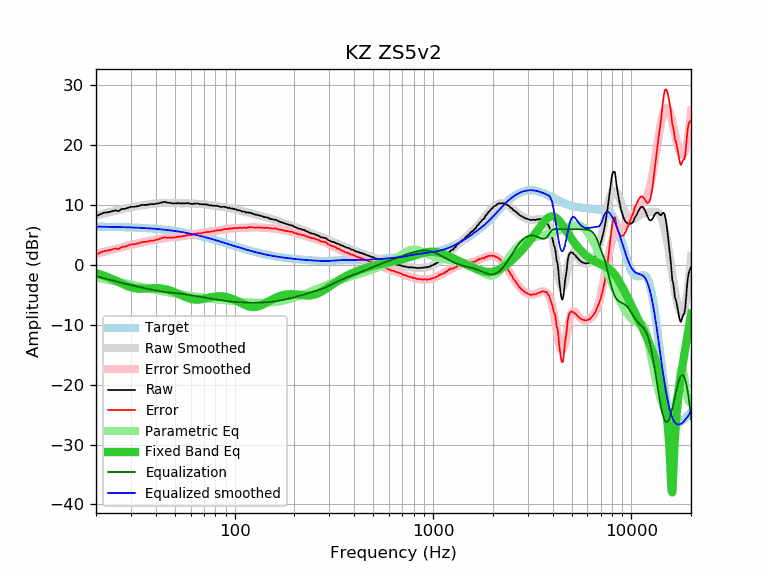 KZ ZS5v2
30
20
10
0
−10
−20
−30
−40
Amplitude (dBr)
Target
Raw Smoothed
Error Smoothed
Raw
Error
Parametric Eq
Fixed Band Eq
Equalization
Equalized smoothed
100
1000
10000
Frequency (Hz)